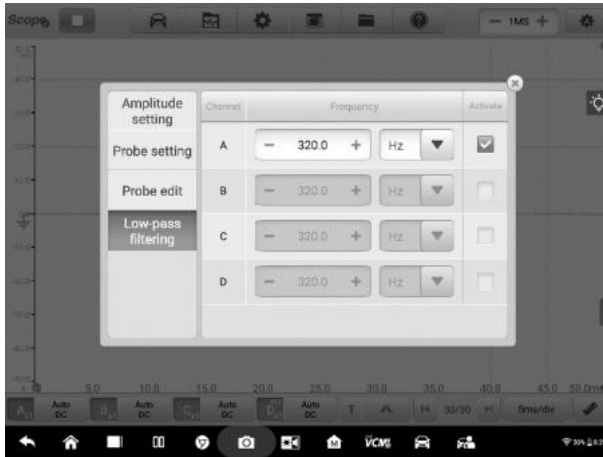 Scope
1MS
Amplitude setting
Probe setting
Probe edit
Low-pass filtering
Channel Frequency Activate
A 320.0 Hz
B 320.0 Hz
C 320.0 Hz
D 320.0 Hz
5.0 10.0 15.0 20.0 25.0 30.0 35.0 40.0 45.0 50.0ms
A Auto DC B Auto DC C Auto DC D Auto DC T 30/30 5ms/div
VCMI